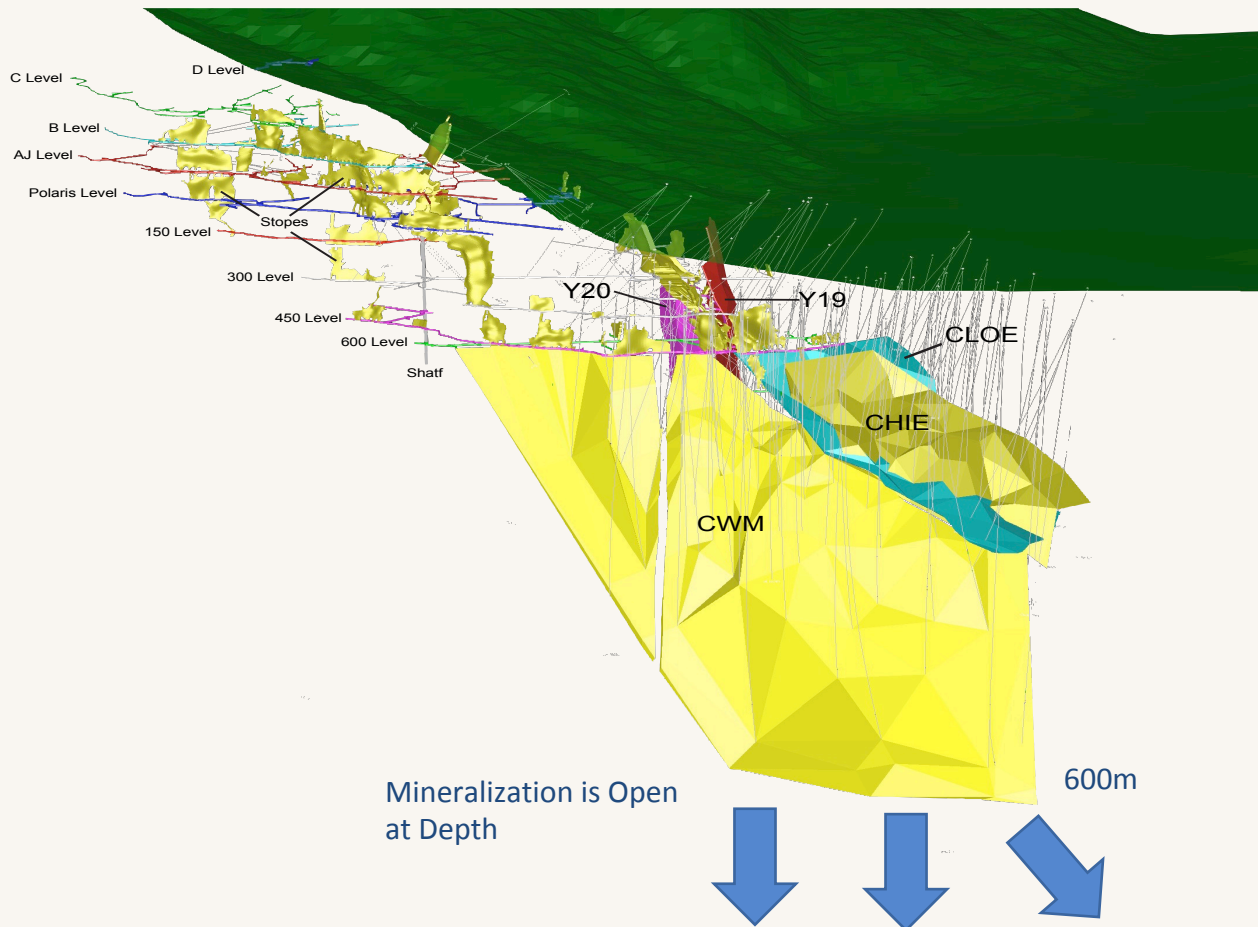 D Level
C Level
B Level
AJ Level
Polaris Level
Stopes
150 Level
300 Level
Y20
Y19
450 Level
600 Level
CLOE
Shatf
CHIE
CWM
Mineralization is Open
at Depth
600m